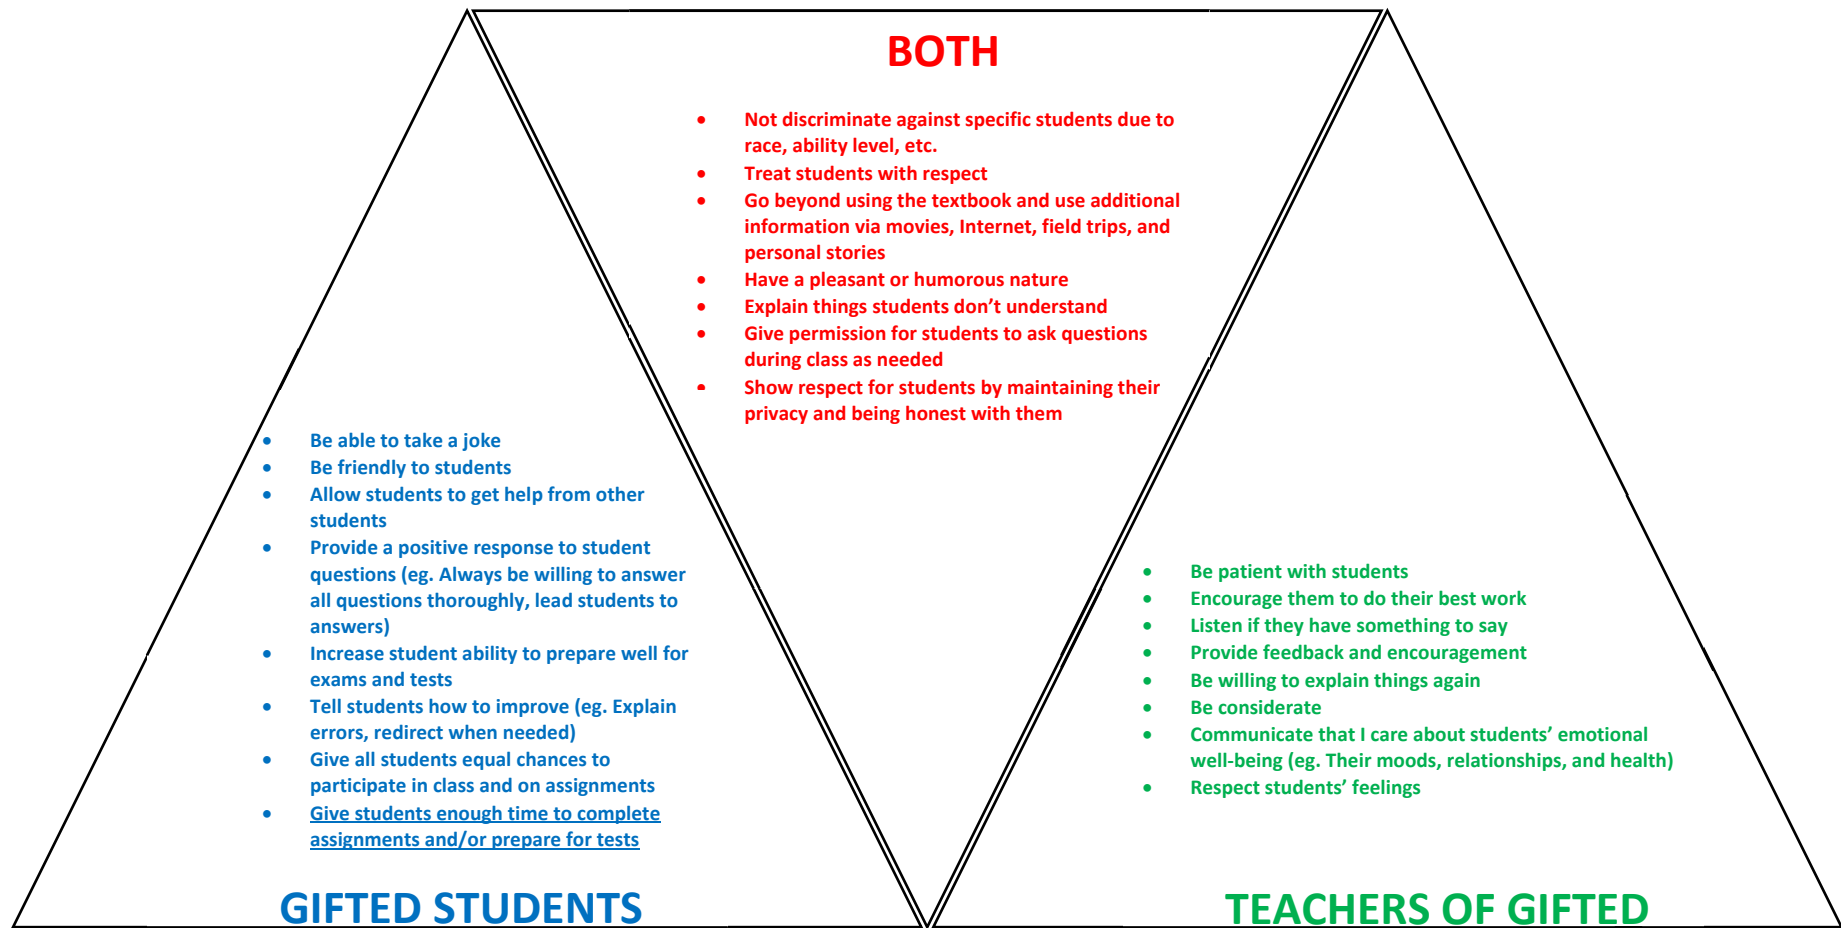 BOTH
• Not discriminate against specific students due to
race, ability level, etc.
• Treat students with respect
• Go beyond using the textbook and use additional
information via movies, Internet, field trips, and
personal stories
• Have a pleasant or humorous nature
• Explain things students don’t understand
• Give permission for students to ask questions
during class as needed
• Show respect for students by maintaining their
privacy and being honest with them
• Be able to take a joke
• Be friendly to students
• Allow students to get help from other
students
• Provide a positive response to student
questions (eg. Always be willing to answer
all questions thoroughly, lead students to
answers)
• Increase student ability to prepare well for
exams and tests
• Tell students how to improve (eg. Explain
errors, redirect when needed)
• Give all students equal chances to
participate in class and on assignments
• Give students enough time to complete
assignments and/or prepare for tests
GIFTED STUDENTS
• Be patient with students
• Encourage them to do their best work
• Listen if they have something to say
• Provide feedback and encouragement
• Be willing to explain things again
• Be considerate
• Communicate that I care about students’ emotional
well-being (eg. Their moods, relationships, and health)
• Respect students’ feelings
TEACHERS OF GIFTED